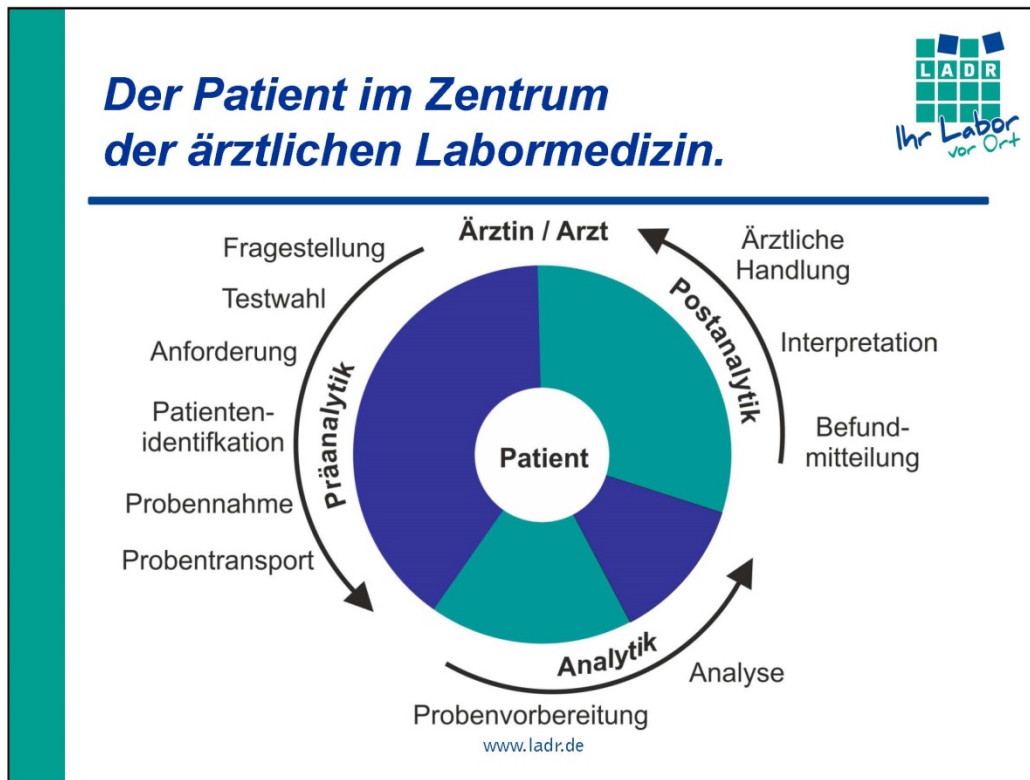 Der Patient im Zentrum
der ärztlichen Labormedizin.
LADR
Ihr Labor
vor Ort
Ärztin / Arzt
Fragestellung
Testwahl
Anforderung
Patienten-
identifkation
Probennahme
Probentransport
Präanalytik
Patient
Postanalytik
Ärztliche
Handlung
Interpretation
Befund-
mitteilung
Analytik
Analyse
Probenvorbereitung
www.ladr.de